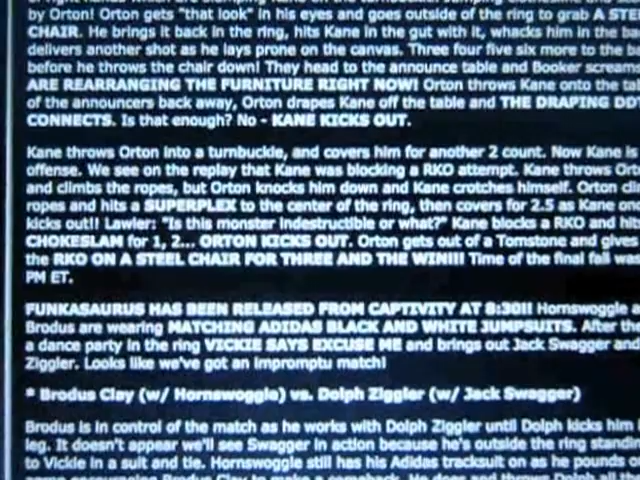 by Orton! Orton gets "that look" in his eyes and goes outside of the ring to grab A STE
CHAIR. He brings it back in the ring, hits Kane in the gut with it, whacks him in the ba
delivers another shot as he lays prone on the canvas. Three four five six more to the b
before he throws the chair down! They head to the announce table and Booker scream
ARE REARRANGING THE FURNITURE RIGHT NOW! Orton throws Kane onto the ta
of the announcers back away, Orton drapes Kane off the table and THE DRAPING DD
CONNECTS. Is that enough? No - KANE KICKS OUT.
Kane throws Orton into a turnbuckle, and covers him for another 2 count. Now Kane is
offense. We see on the replay that Kane was blocking a RKO attempt. Kane throws Ort
and climbs the ropes, but Orton knocks him down and Kane crotches himself. Orton cl
ropes and hits a SUPERPLEX to the center of the ring, then covers for 2.5 as Kane on
kicks out!! Lawler: "Is this monster indestructible or what?" Kane blocks a RKO and hi
CHOKESLAM for 1, 2... ORTON KICKS OUT. Orton gets out of a Tomstone and gives
the RKO ON A STEEL CHAIR FOR THREE AND THE WIN!!! Time of the final fall was
PM ET.
FUNKASAURUS HAS BEEN RELEASED FROM CAPTIVITY AT 8:30!! Hornswoggle a
Brodus are wearing MATCHING ADIDAS BLACK AND WHITE JUMPSUITS. After the
a dance party in the ring VICKIE SAYS EXCUSE ME and brings out Jack Swagger and
Ziggler. Looks like we've got an impromptu match!
* Brodus Clay (w/ Hornswoggle) vs. Dolph Ziggler (w/ Jack Swagger)
Brodus is in control of the match as he works with Dolph Ziggler until Dolph kicks him i
leg. It doesn't appear we'll see Swagger in action because he's outside the ring standi
to Vickie in a suit and tie. Hornswoggle still has his Adidas tracksuit on as he pounds o